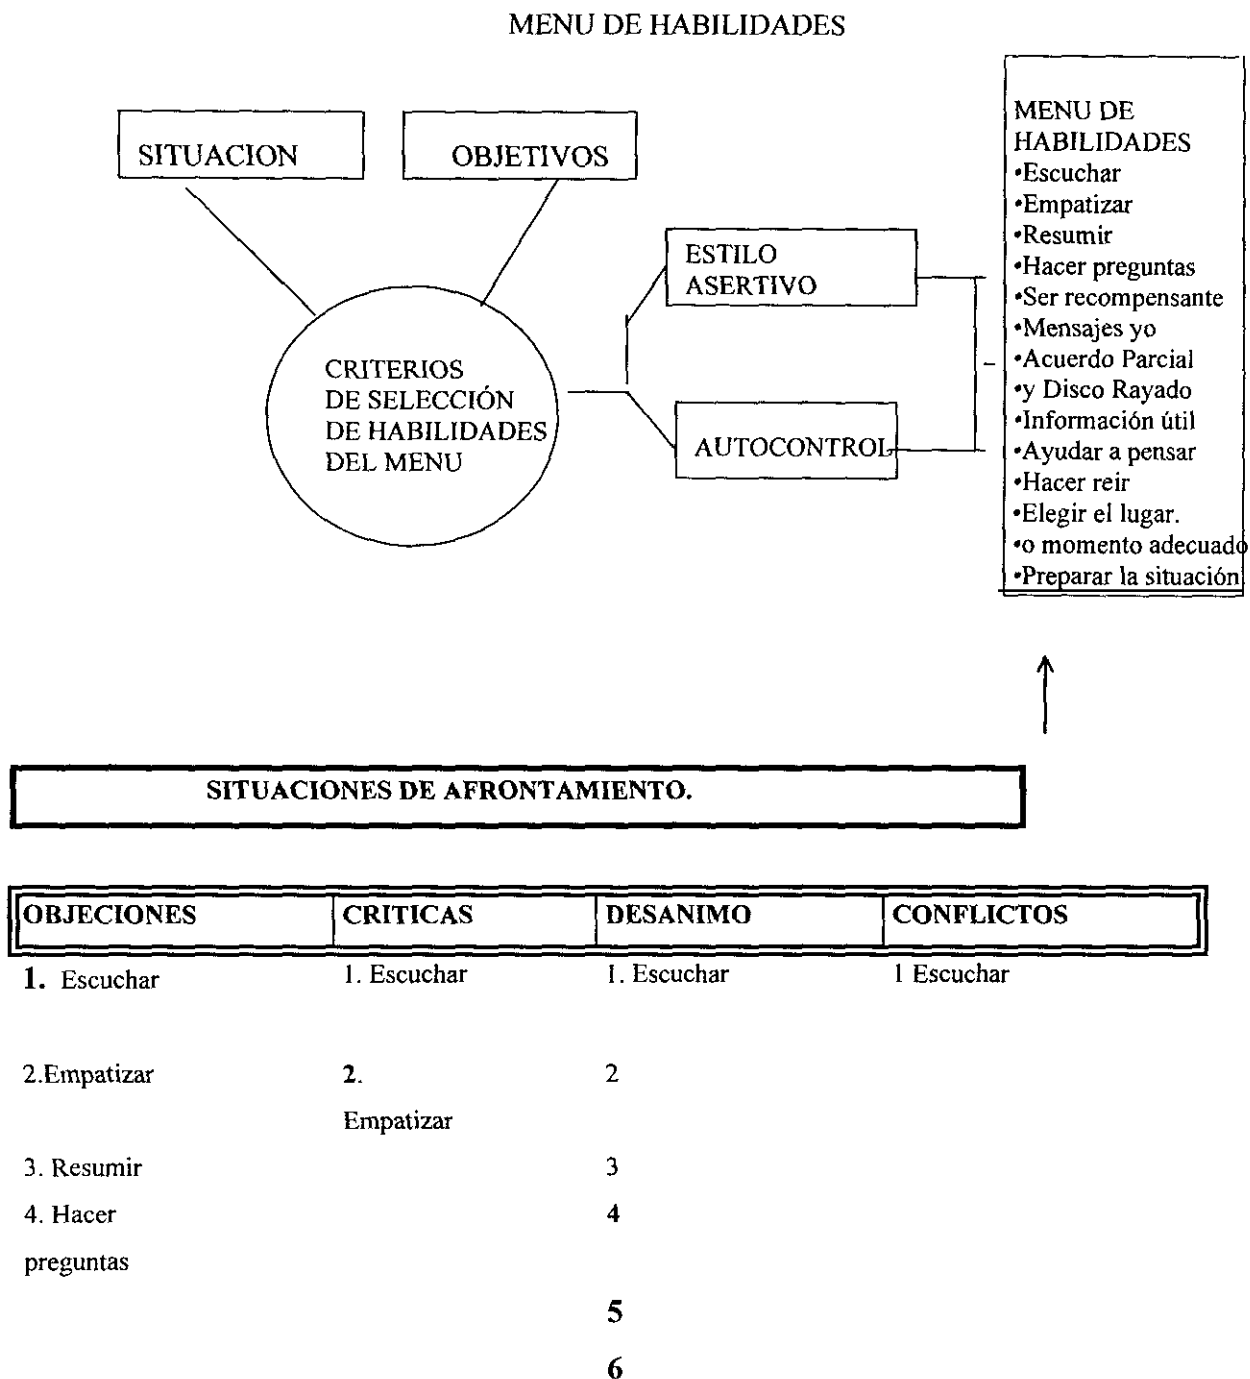 MENU DE HABILIDADES
SITUACION
OBJETIVOS
CRITERIOS
DE SELECCIÓN
DE HABILIDADES
DEL MENU
ESTILO
ASERTIVO
AUTOCONTROL
MENU DE
HABILIDADES
•Escuchar
•Empatizar
•Resumir
•Hacer preguntas
•Ser recompensante
•Mensajes yo
•Acuerdo Parcial
•y Disco Rayado
•Información útil
•Ayudar a pensar
•Hacer reir
•Elegir el lugar.
•o momento adecuado
•Preparar la situación
SITUACIONES DE AFRONTAMIENTO.
OBJECIONES CRITICAS DESANIMO CONFLICTOS
1. Escuchar 1. Escuchar 1. Escuchar 1 Escuchar
2.Empatizar 2. 2
Empatizar
3. Resumir 3
4. Hacer 4
preguntas
5
6